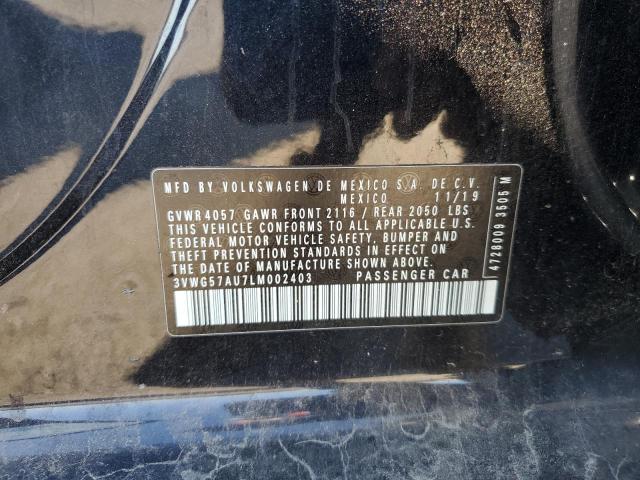 MFD BY VOLKSWAGEN DE MEXICO S.A. DE C.V.
MEXICO 11/19
GVWR 4057 GAWR FRONT 2116 / REAR 2050 LBS
THIS VEHICLE CONFORMS TO ALL APPLICABLE U.S.
FEDERAL MOTOR VEHICLE SAFETY, BUMPER AND
THEFT PREVENTION STANDARDS IN EFFECT ON
THE DATE OF MANUFACTURE SHOWN ABOVE.
3VWG57AU7LM002403 PASSENGER CAR
4728009 3505 M